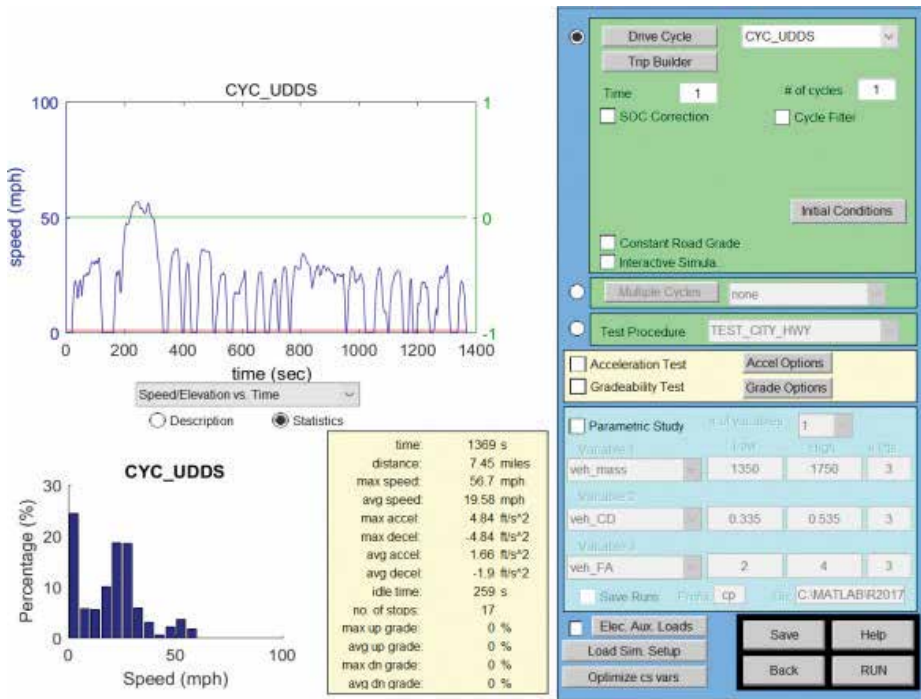 CYC_UDDS
100
50
0
speed (mph)
1
0
-1
0 200 400 600 800 1000 1200 1400
time (sec)
Speed/Elevation vs. Time
Description Statistics
CYC_UDDS
30
20
10
0
Percentage (%)
0 50 100
Speed (mph)
time: 1369 s
distance: 7.45 miles
max speed: 56.7 mph
avg speed: 19.58 mph
max accel: 4.84 ft/s^2
max decel: -4.84 ft/s^2
avg accel: 1.66 ft/s^2
avg decel: -1.9 ft/s^2
idle time: 259 s
no. of stops: 17
max up grade: 0 %
avg up grade: 0 %
max dn grade: 0 %
avg dn grade: 0 %
Drive Cycle CYC_UDDS
Trip Builder
Time 1 # of cycles 1
SOC Correction Cycle Filter
Initial Conditions
Constant Road Grade
Interactive Simula.
Multiple Cycles none
Test Procedure TEST_CITY_HWY
Acceleration Test Accel Options
Gradeability Test Grade Options
Parametric Study # of variables 1
Variable 1 Low High # Pts
veh_mass 1350 1750 3
Variable 2
veh_CD 0.335 0.535 3
Variable 3
veh_FA 2 4 3
Save Runs cp C:\MATLAB\R2017
Elec. Aux. Loads
Load Sim. Setup
Optimize cs vars
Save Help
Back RUN